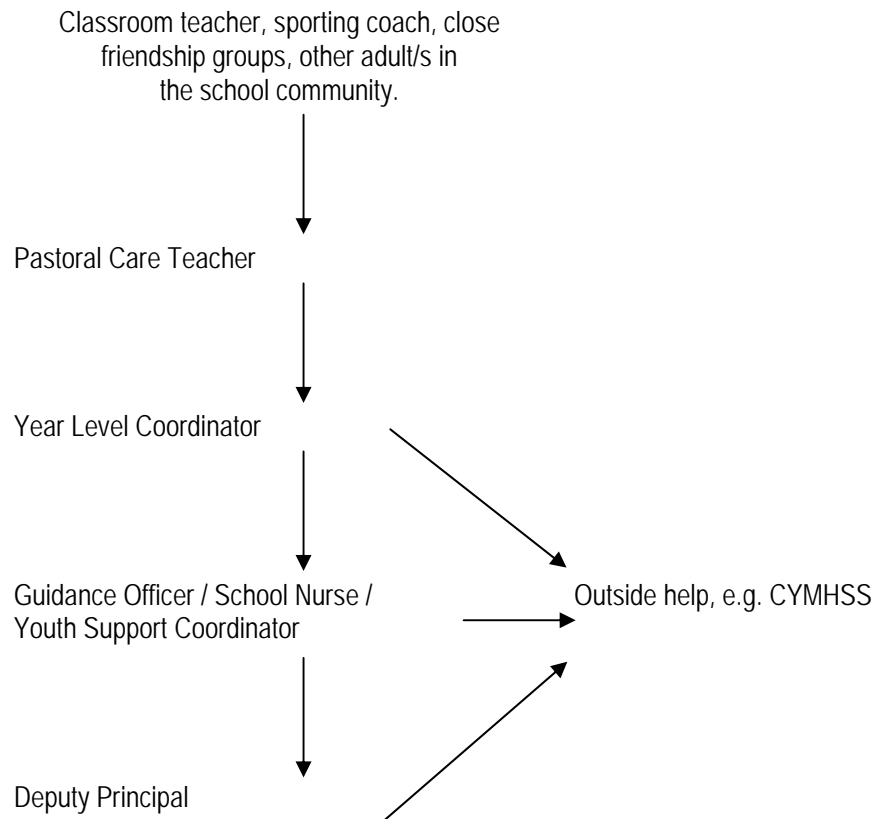 Classroom teacher, sporting coach, close
friendship groups, other adult/s in
the school community.
Pastoral Care Teacher
Year Level Coordinator
Guidance Officer / School Nurse /
Youth Support Coordinator
Outside help, e.g. CYMHSS
Deputy Principal